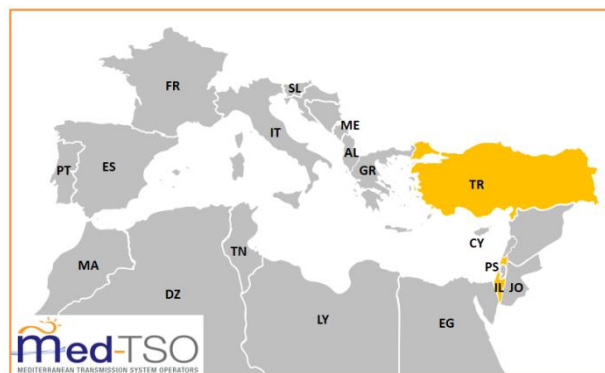 FR
SL
ME
IT
AL
PT
ES
GR
TR
CY
TN
PS
MA
IL
JO
DZ
LY
EG
med-TSO
MEDITERRANEAN TRANSMISSION SYSTEM OPERATORS